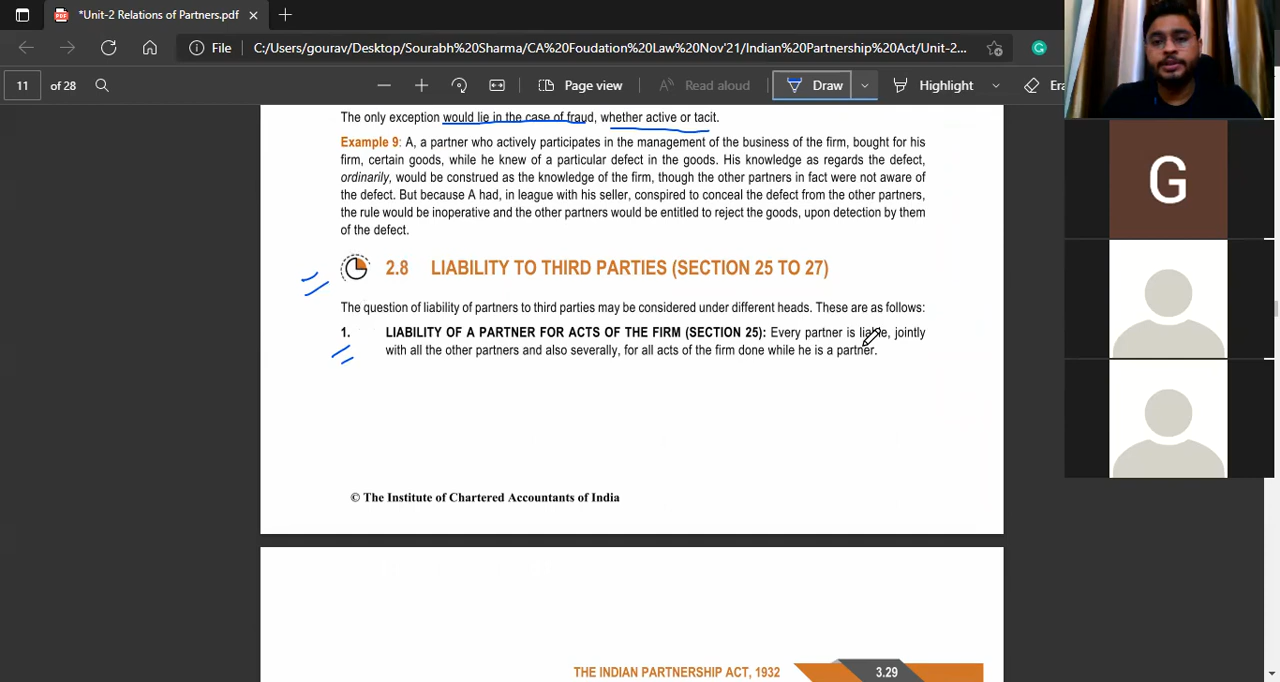 *Unit-2 Relations of Partners.pdf
File
C:/Users/gourav/Desktop/Sourabh%20Sharma/CA%20Foudation%20Law%20Nov'21/Indian%20Partnership%20Act/Unit-2...
11 of 28
Page view
Read aloud
Draw
Highlight
Era
The only exception would lie in the case of fraud, whether active or tacit.
Example 9: A, a partner who actively participates in the management of the business of the firm, bought for his
firm, certain goods, while he knew of a particular defect in the goods. His knowledge as regards the defect,
ordinarily, would be construed as the knowledge of the firm, though the other partners in fact were not aware of
the defect. But because A had, in league with his seller, conspired to conceal the defect from the other partners,
the rule would be inoperative and the other partners would be entitled to reject the goods, upon detection by them
of the defect.
2.8 LIABILITY TO THIRD PARTIES (SECTION 25 TO 27)
The question of liability of partners to third parties may be considered under different heads. These are as follows:
1. LIABILITY OF A PARTNER FOR ACTS OF THE FIRM (SECTION 25): Every partner is liable, jointly
with all the other partners and also severally, for all acts of the firm done while he is a partner.
© The Institute of Chartered Accountants of India
THE INDIAN PARTNERSHIP ACT, 1932 3.29
G